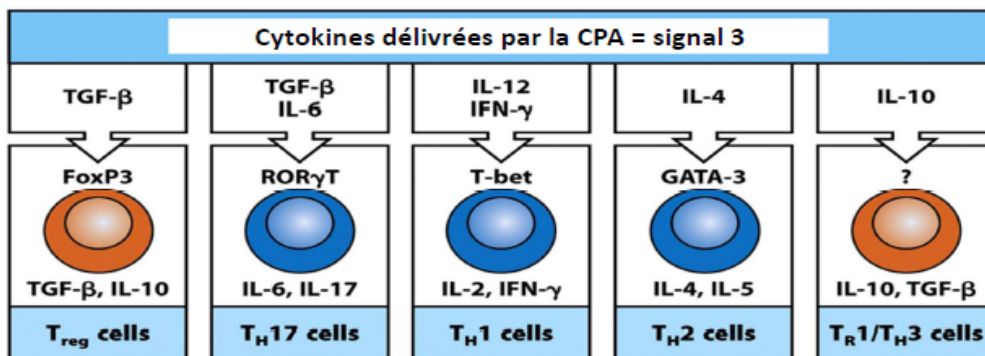 Cytokines délivrées par la CPA = signal 3
TGF-β
TGF-β
IL-6
IL-12
IFN-γ
IL-4
IL-10
FoxP3
RORγT
T-bet
GATA-3
?
TGF-β, IL-10
IL-6, IL-17
IL-2, IFN-γ
IL-4, IL-5
IL-10, TGF-β
Treg cells
TH17 cells
TH1 cells
TH2 cells
TR1/TH3 cells